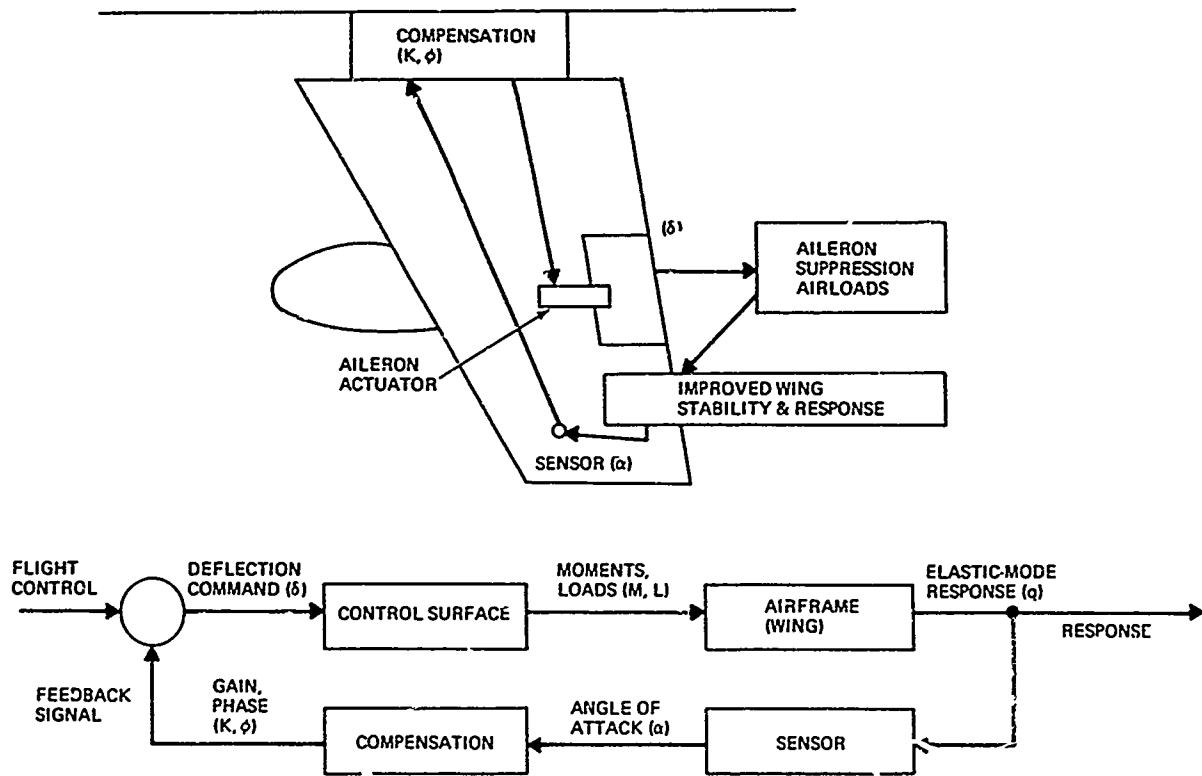 COMPENSATION
(K, ϕ)
(δ)
AILERON
SUPPRESSION
AIRLOADS
AILERON
ACTUATOR
IMPROVED WING
STABILITY & RESPONSE
SENSOR (α)
FLIGHT
CONTROL
DEFLECTION
COMMAND (δ)
CONTROL SURFACE
MOMENTS,
LOADS (M, L)
AIRFRAME
(WING)
ELASTIC-MODE
RESPONSE (q)
RESPONSE
FEEDBACK
SIGNAL
GAIN,
PHASE
(K, ϕ)
COMPENSATION
ANGLE OF
ATTACK (α)
SENSOR